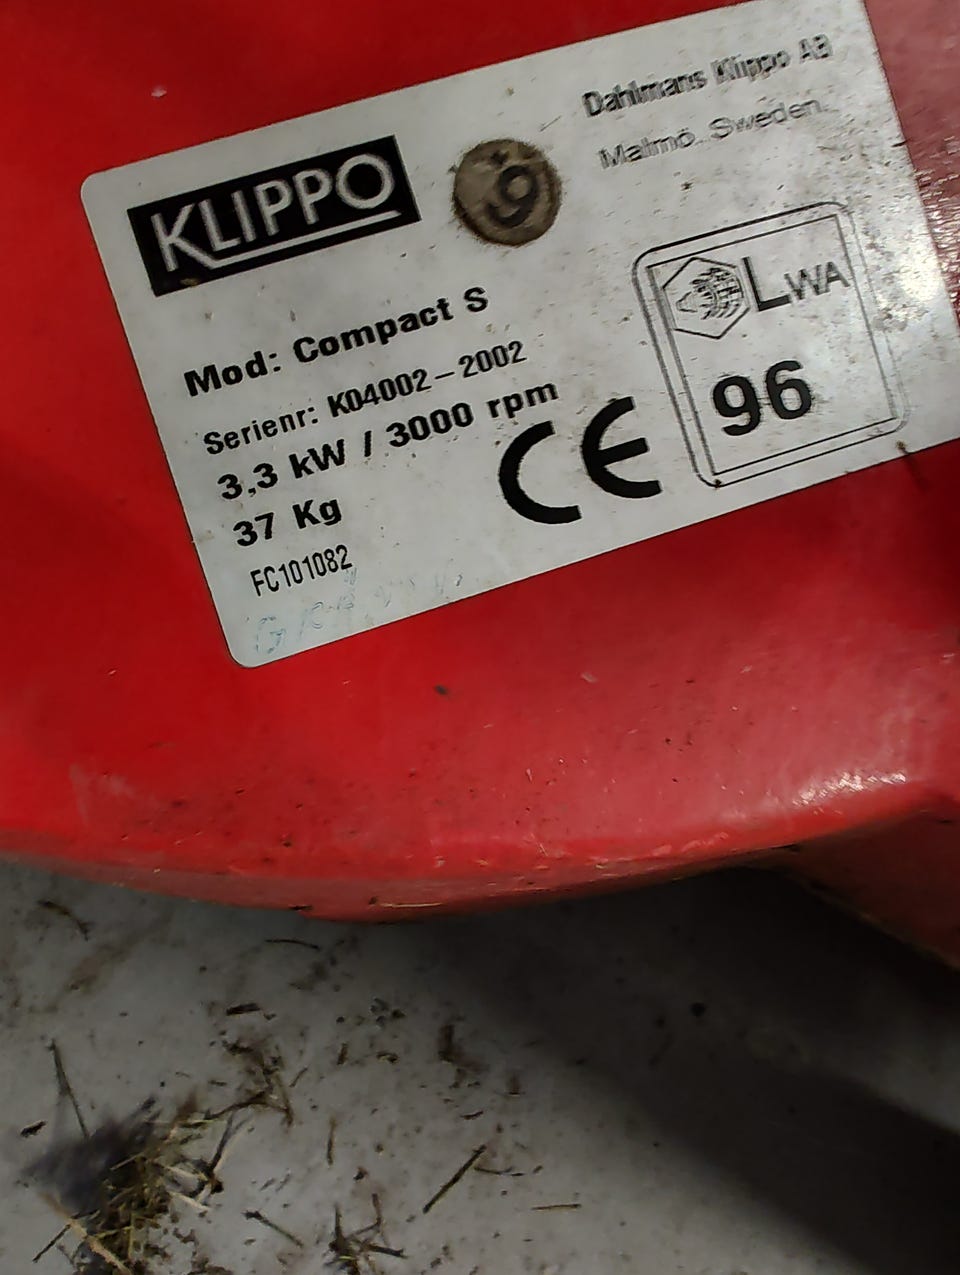 KLIPPO
9
Dahlmans Klippo AB
Malmö. Sweden.
Mod: Compact S
Serienr: K04002-2002
3,3 kW / 3000 rpm
37 Kg
FC101082
CE
LWA
96